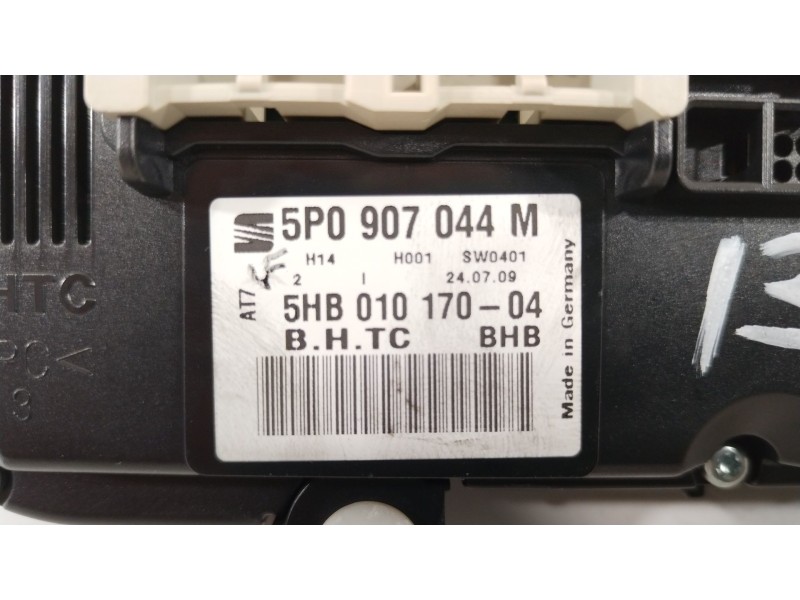 5P0 907 044 M
H14 H001 SW0401
2 I 24.07.09
AT7
5HB 010 170-04
B.H.TC BHB
Made in Germany
HTC
3